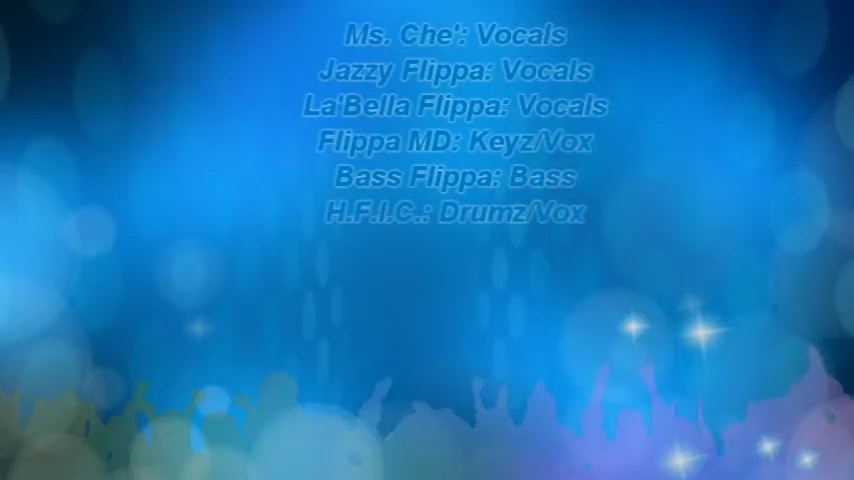 Ms. Che': Vocals
Jazzy Flippa: Vocals
La'Bella Flippa: Vocals
Flippa MD: Keyz/Vox
Bass Flippa: Bass
H.F.I.C.: Drumz/Vox